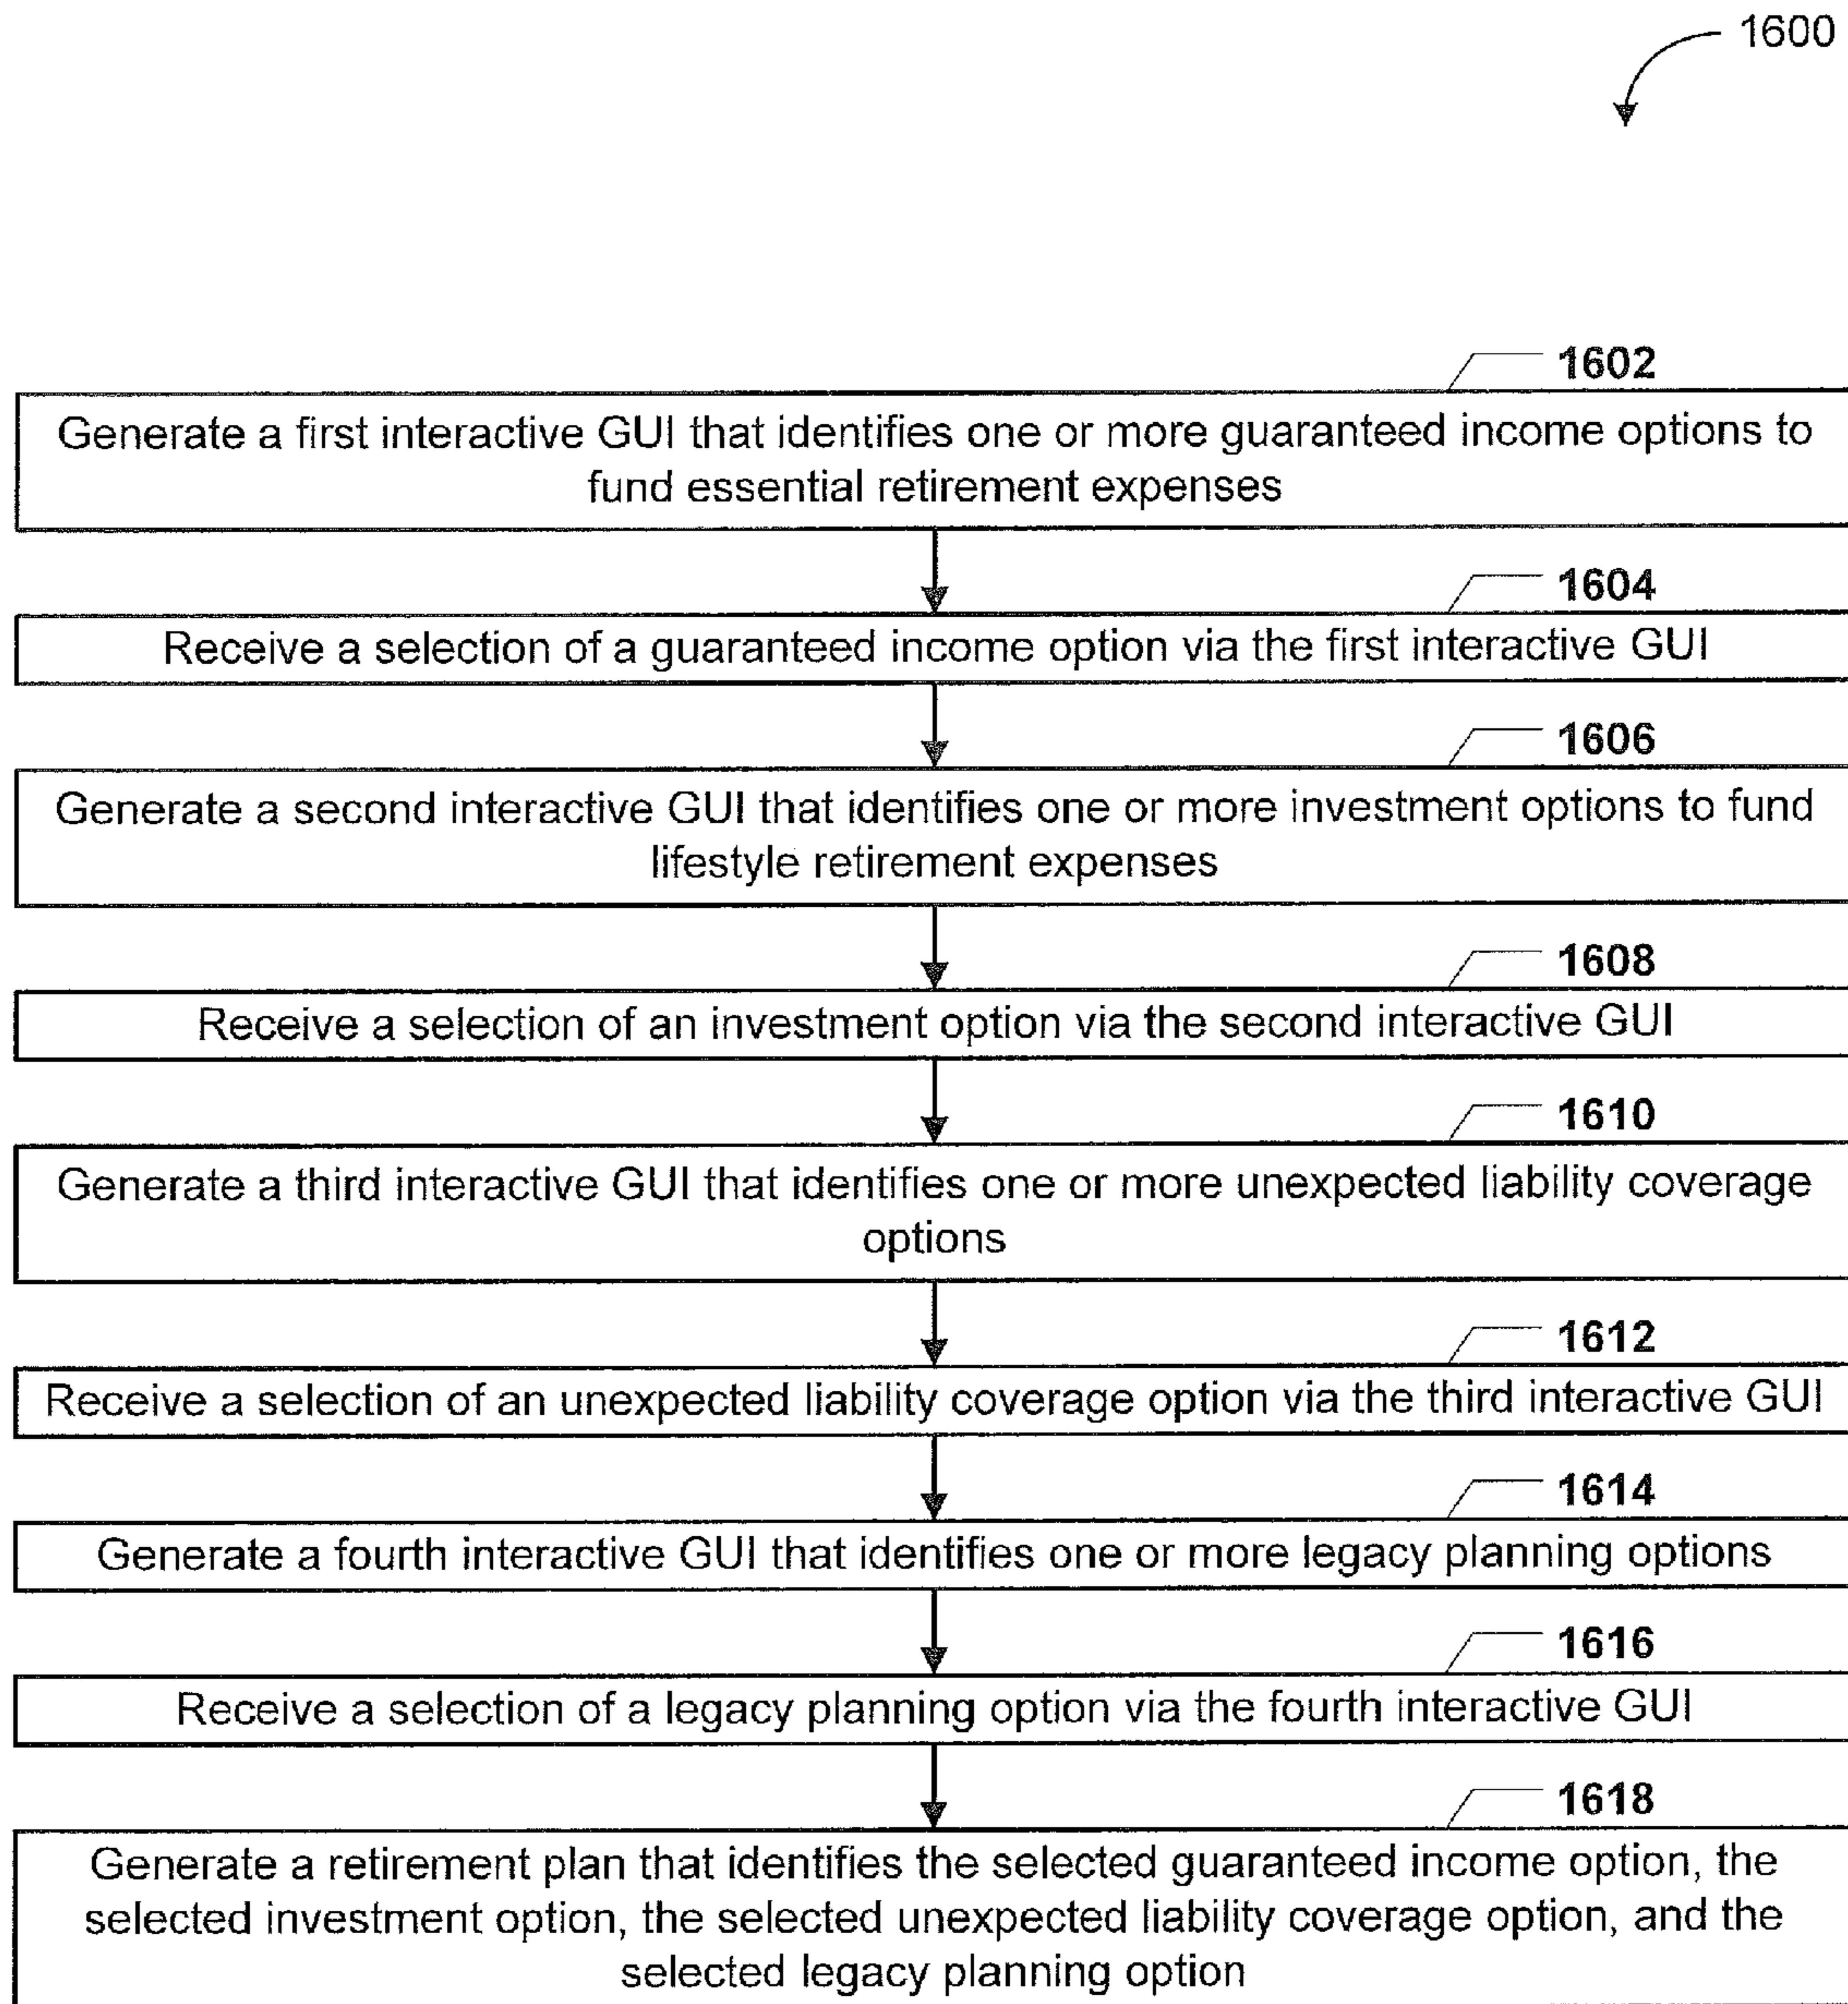 1600
1602
Generate a first interactive GUI that identifies one or more guaranteed income options to
fund essential retirement expenses
1604
Receive a selection of a guaranteed income option via the first interactive GUI
1606
Generate a second interactive GUI that identifies one or more investment options to fund
lifestyle retirement expenses
1608
Receive a selection of an investment option via the second interactive GUI
1610
Generate a third interactive GUI that identifies one or more unexpected liability coverage
options
1612
Receive a selection of an unexpected liability coverage option via the third interactive GUI
1614
Generate a fourth interactive GUI that identifies one or more legacy planning options
1616
Receive a selection of a legacy planning option via the fourth interactive GUI
1618
Generate a retirement plan that identifies the selected guaranteed income option, the
selected investment option, the selected unexpected liability coverage option, and the
selected legacy planning option